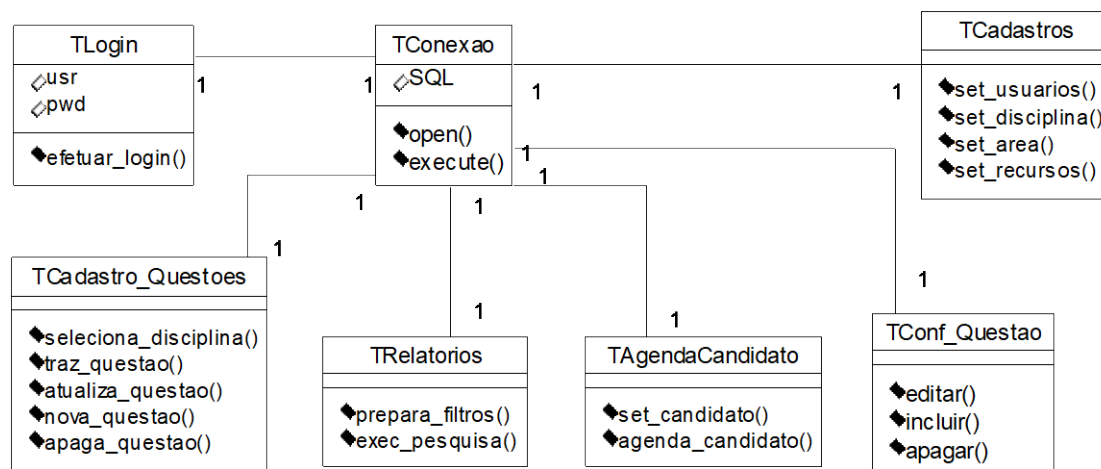 TLogin
usr
pwd
efetuar_login()
1
1
TConexao
SQL
open()
execute()
1
1
TCadastros
set_usuarios()
set_disciplina()
set_area()
set_recursos()
1
1
1
1
1
1
TCadastro_Questoes
seleciona_disciplina()
traz_questao()
atualiza_questao()
nova_questao()
apaga_questao()
1
TRelatorios
prepara_filtros()
exec_pesquisa()
1
TAgendaCandidato
set_candidato()
agenda_candidato()
1
TConf_Questao
editar()
incluir()
apagar()